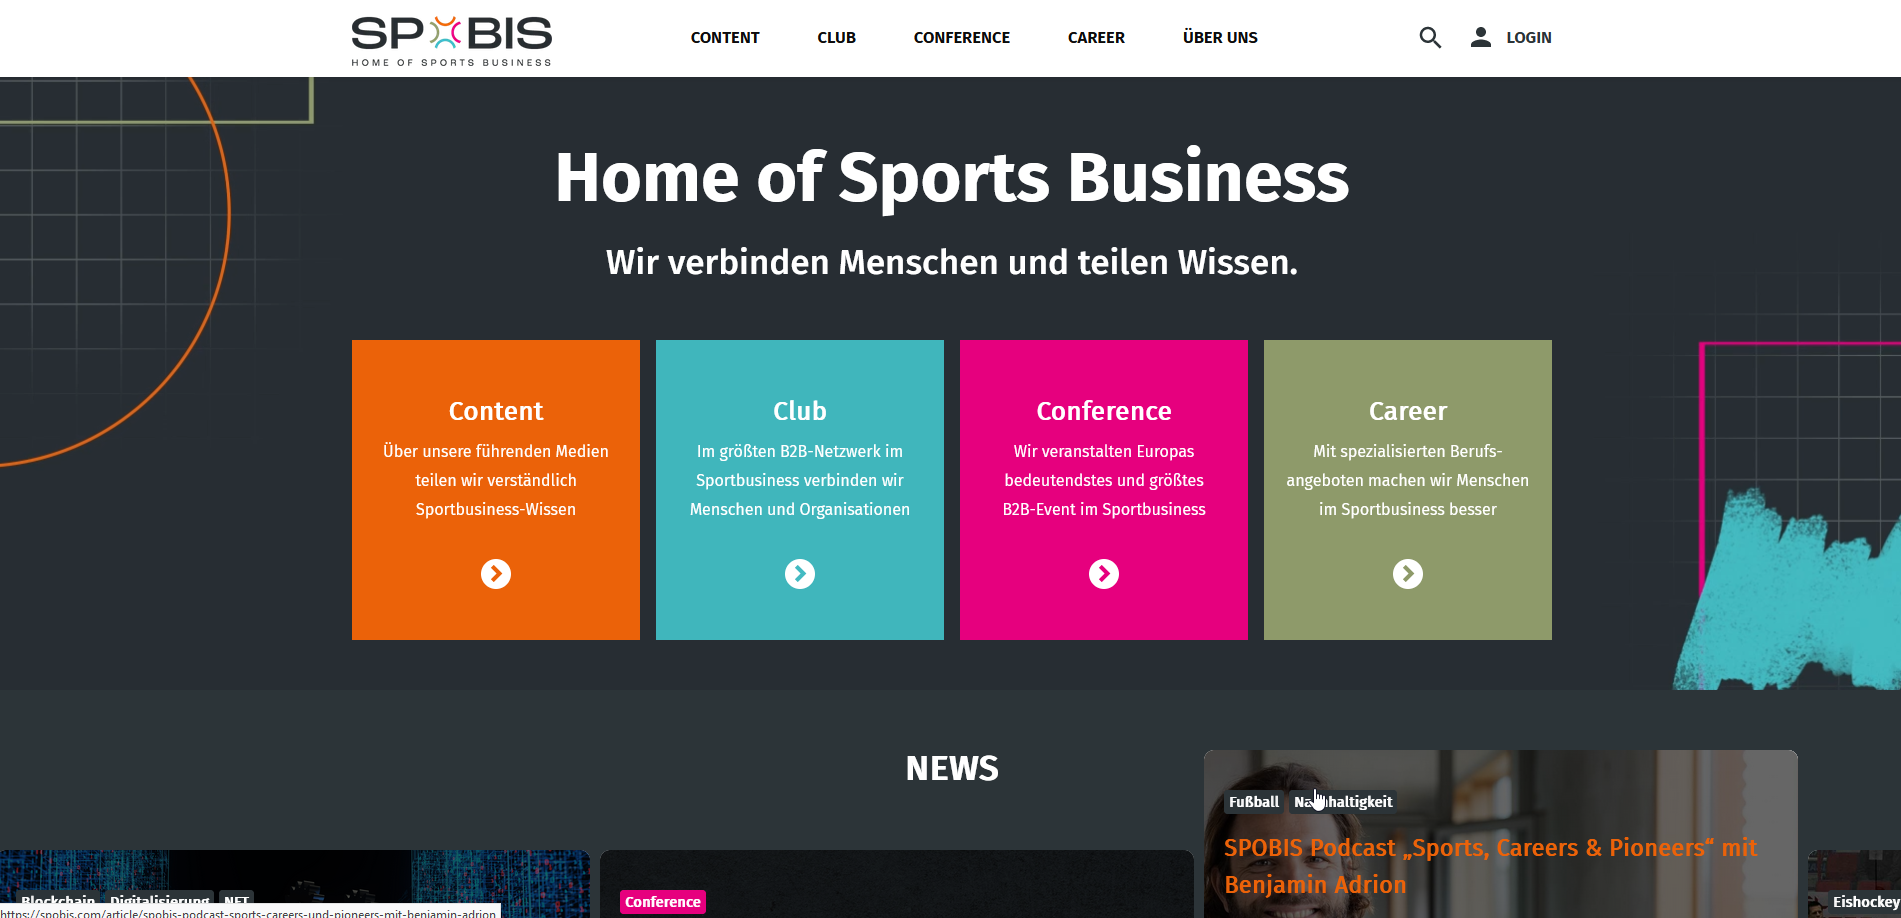 SPOBIS
HOME OF SPORTS BUSINESS
CONTENT
CLUB
CONFERENCE
CAREER
ÜBER UNS
LOGIN
Home of Sports Business
Wir verbinden Menschen und teilen Wissen.
Content
Über unsere führenden Medien
teilen wir verständlich
Sportbusiness-Wissen
Club
Im größten B2B-Netzwerk im
Sportbusiness verbinden wir
Menschen und Organisationen
Conference
Wir veranstalten Europas
bedeutendstes und größtes
B2B-Event im Sportbusiness
Career
Mit spezialisierten Berufs-
angeboten machen wir Menschen
im Sportbusiness besser
NEWS
Fußball Nachhaltigkeit
SPOBIS Podcast „Sports, Careers & Pioneers“ mit
Benjamin Adrion
Blockchain Digitalisierung NFT
Conference
Eishockey
https://spobis.com/article/spobis-podcast-sports-careers-und-pioneers-mit-benjamin-adrion